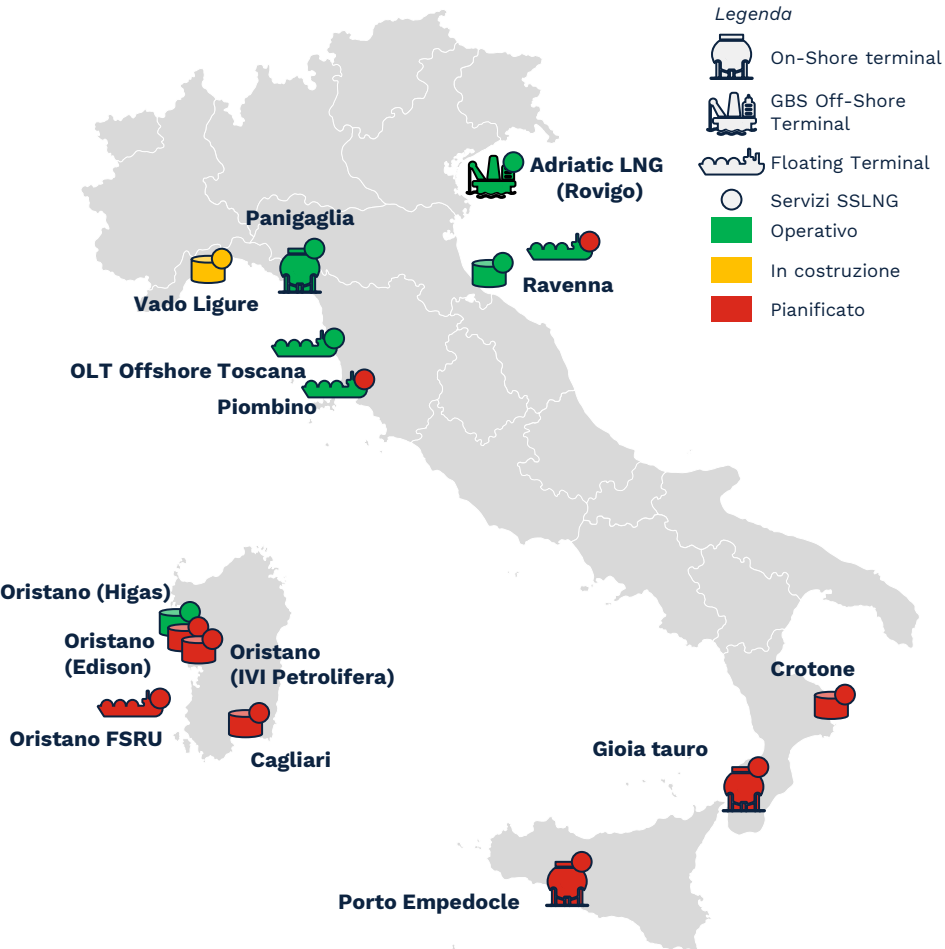 Legenda
On-Shore terminal
GBS Off-Shore
Terminal
Floating Terminal
Servizi SSLNG
Operativo
In costruzione
Pianificato
Adriatic LNG
(Rovigo)
Panigaglia
Ravenna
Vado Ligure
OLT Offshore Toscana
Piombino
Oristano (Higas)
Oristano
(Edison)
Oristano
(IVI Petrolifera)
Oristano FSRU
Cagliari
Crotone
Gioia tauro
Porto Empedocle